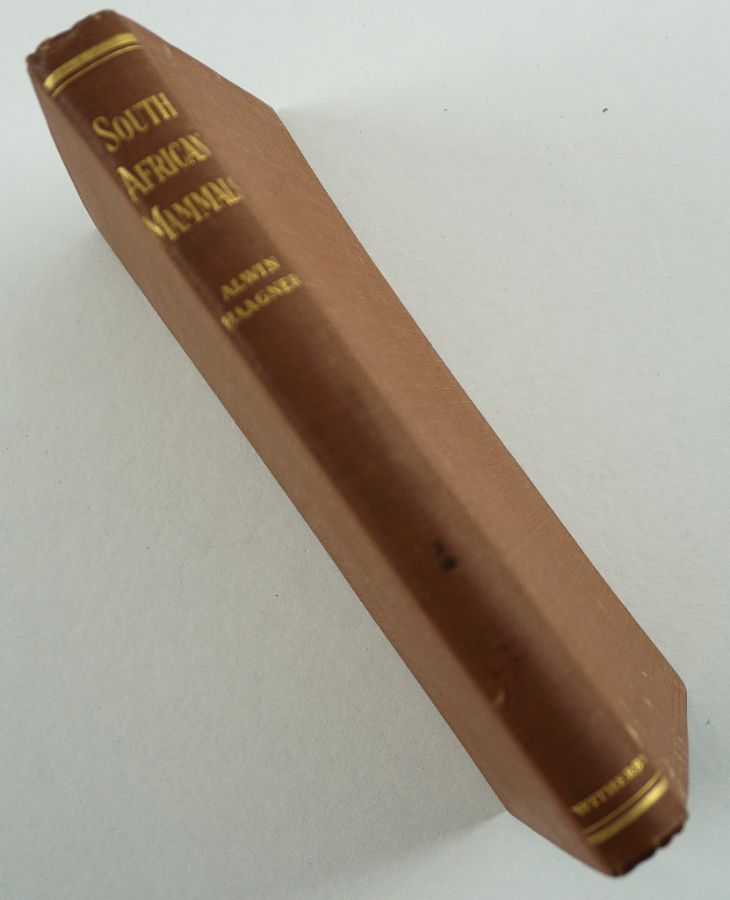 SOUTH
AFRICAN
MAMMALS
ALWIN
HAAGNER
WITHERBY